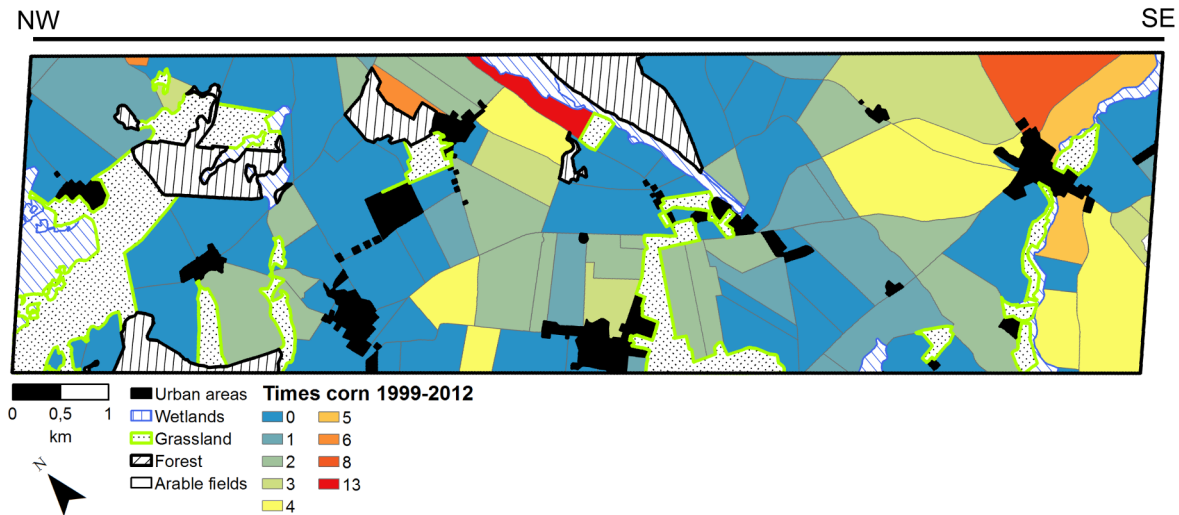 NW SE
0 0,5 1
km
N
Urban areas
Wetlands
Grassland
Forest
Arable fields
Times corn 1999-2012
0 5
1 6
2 8
3 13
4